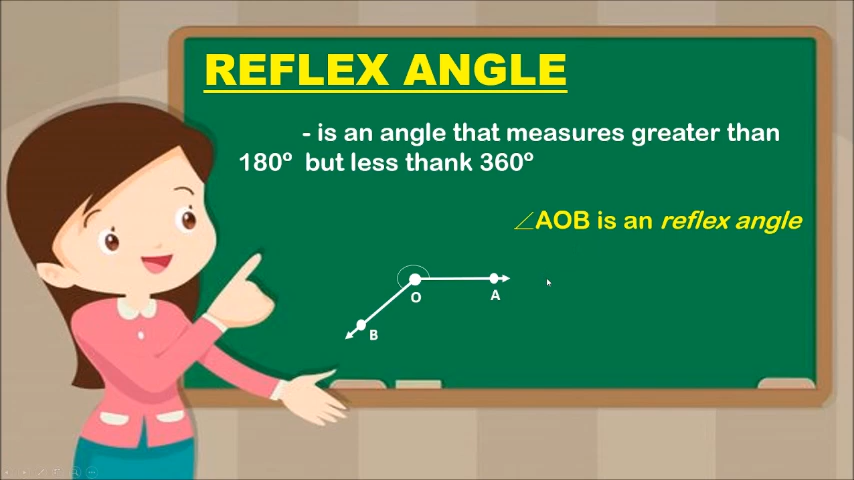 REFLEX ANGLE
- is an angle that measures greater than
180º but less thank 360º
∠AOB is an reflex angle
O
A
B